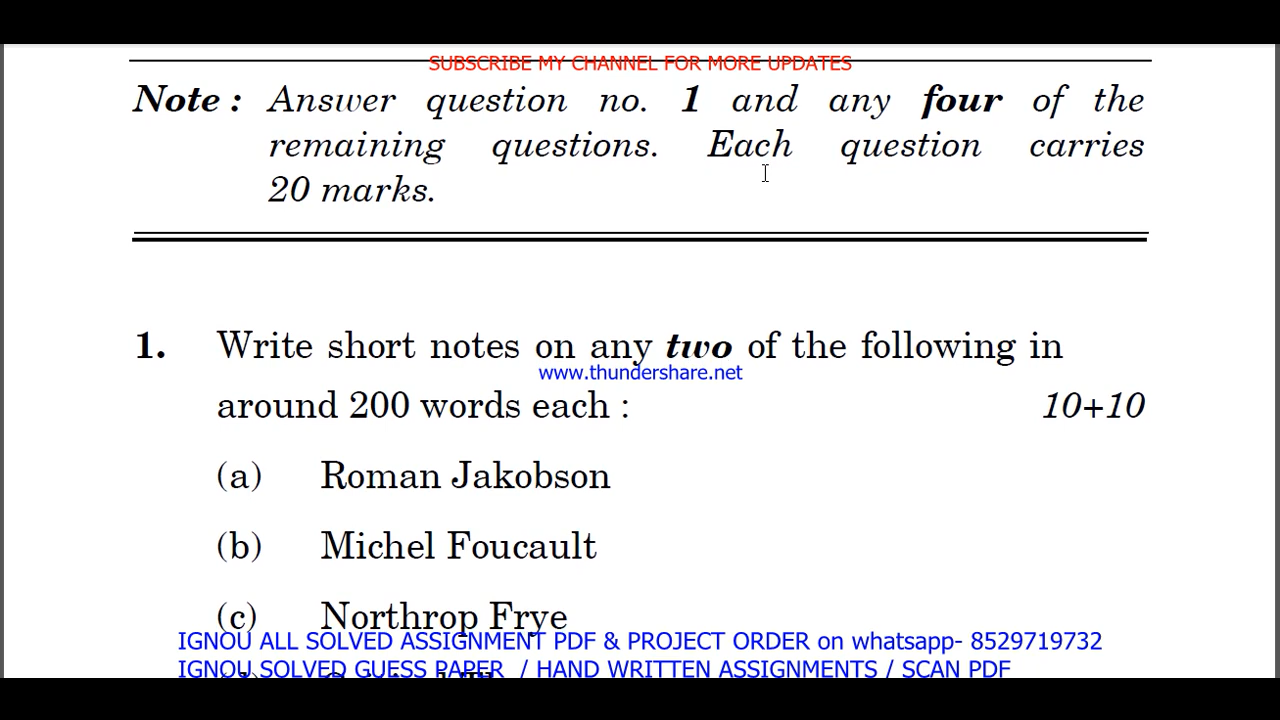 SUBSCRIBE MY CHANNEL FOR MORE UPDATES
Note : Answer question no. 1 and any four of the
remaining questions. Each question carries
20 marks.
1. Write short notes on any two of the following in
www.thundershare.net
around 200 words each : 10+10
(a) Roman Jakobson
(b) Michel Foucault
(c) Northrop Frye
IGNOU ALL SOLVED ASSIGNMENT PDF & PROJECT ORDER on whatsapp- 8529719732
IGNOU SOLVED GUESS PAPER / HAND WRITTEN ASSIGNMENTS / SCAN PDF